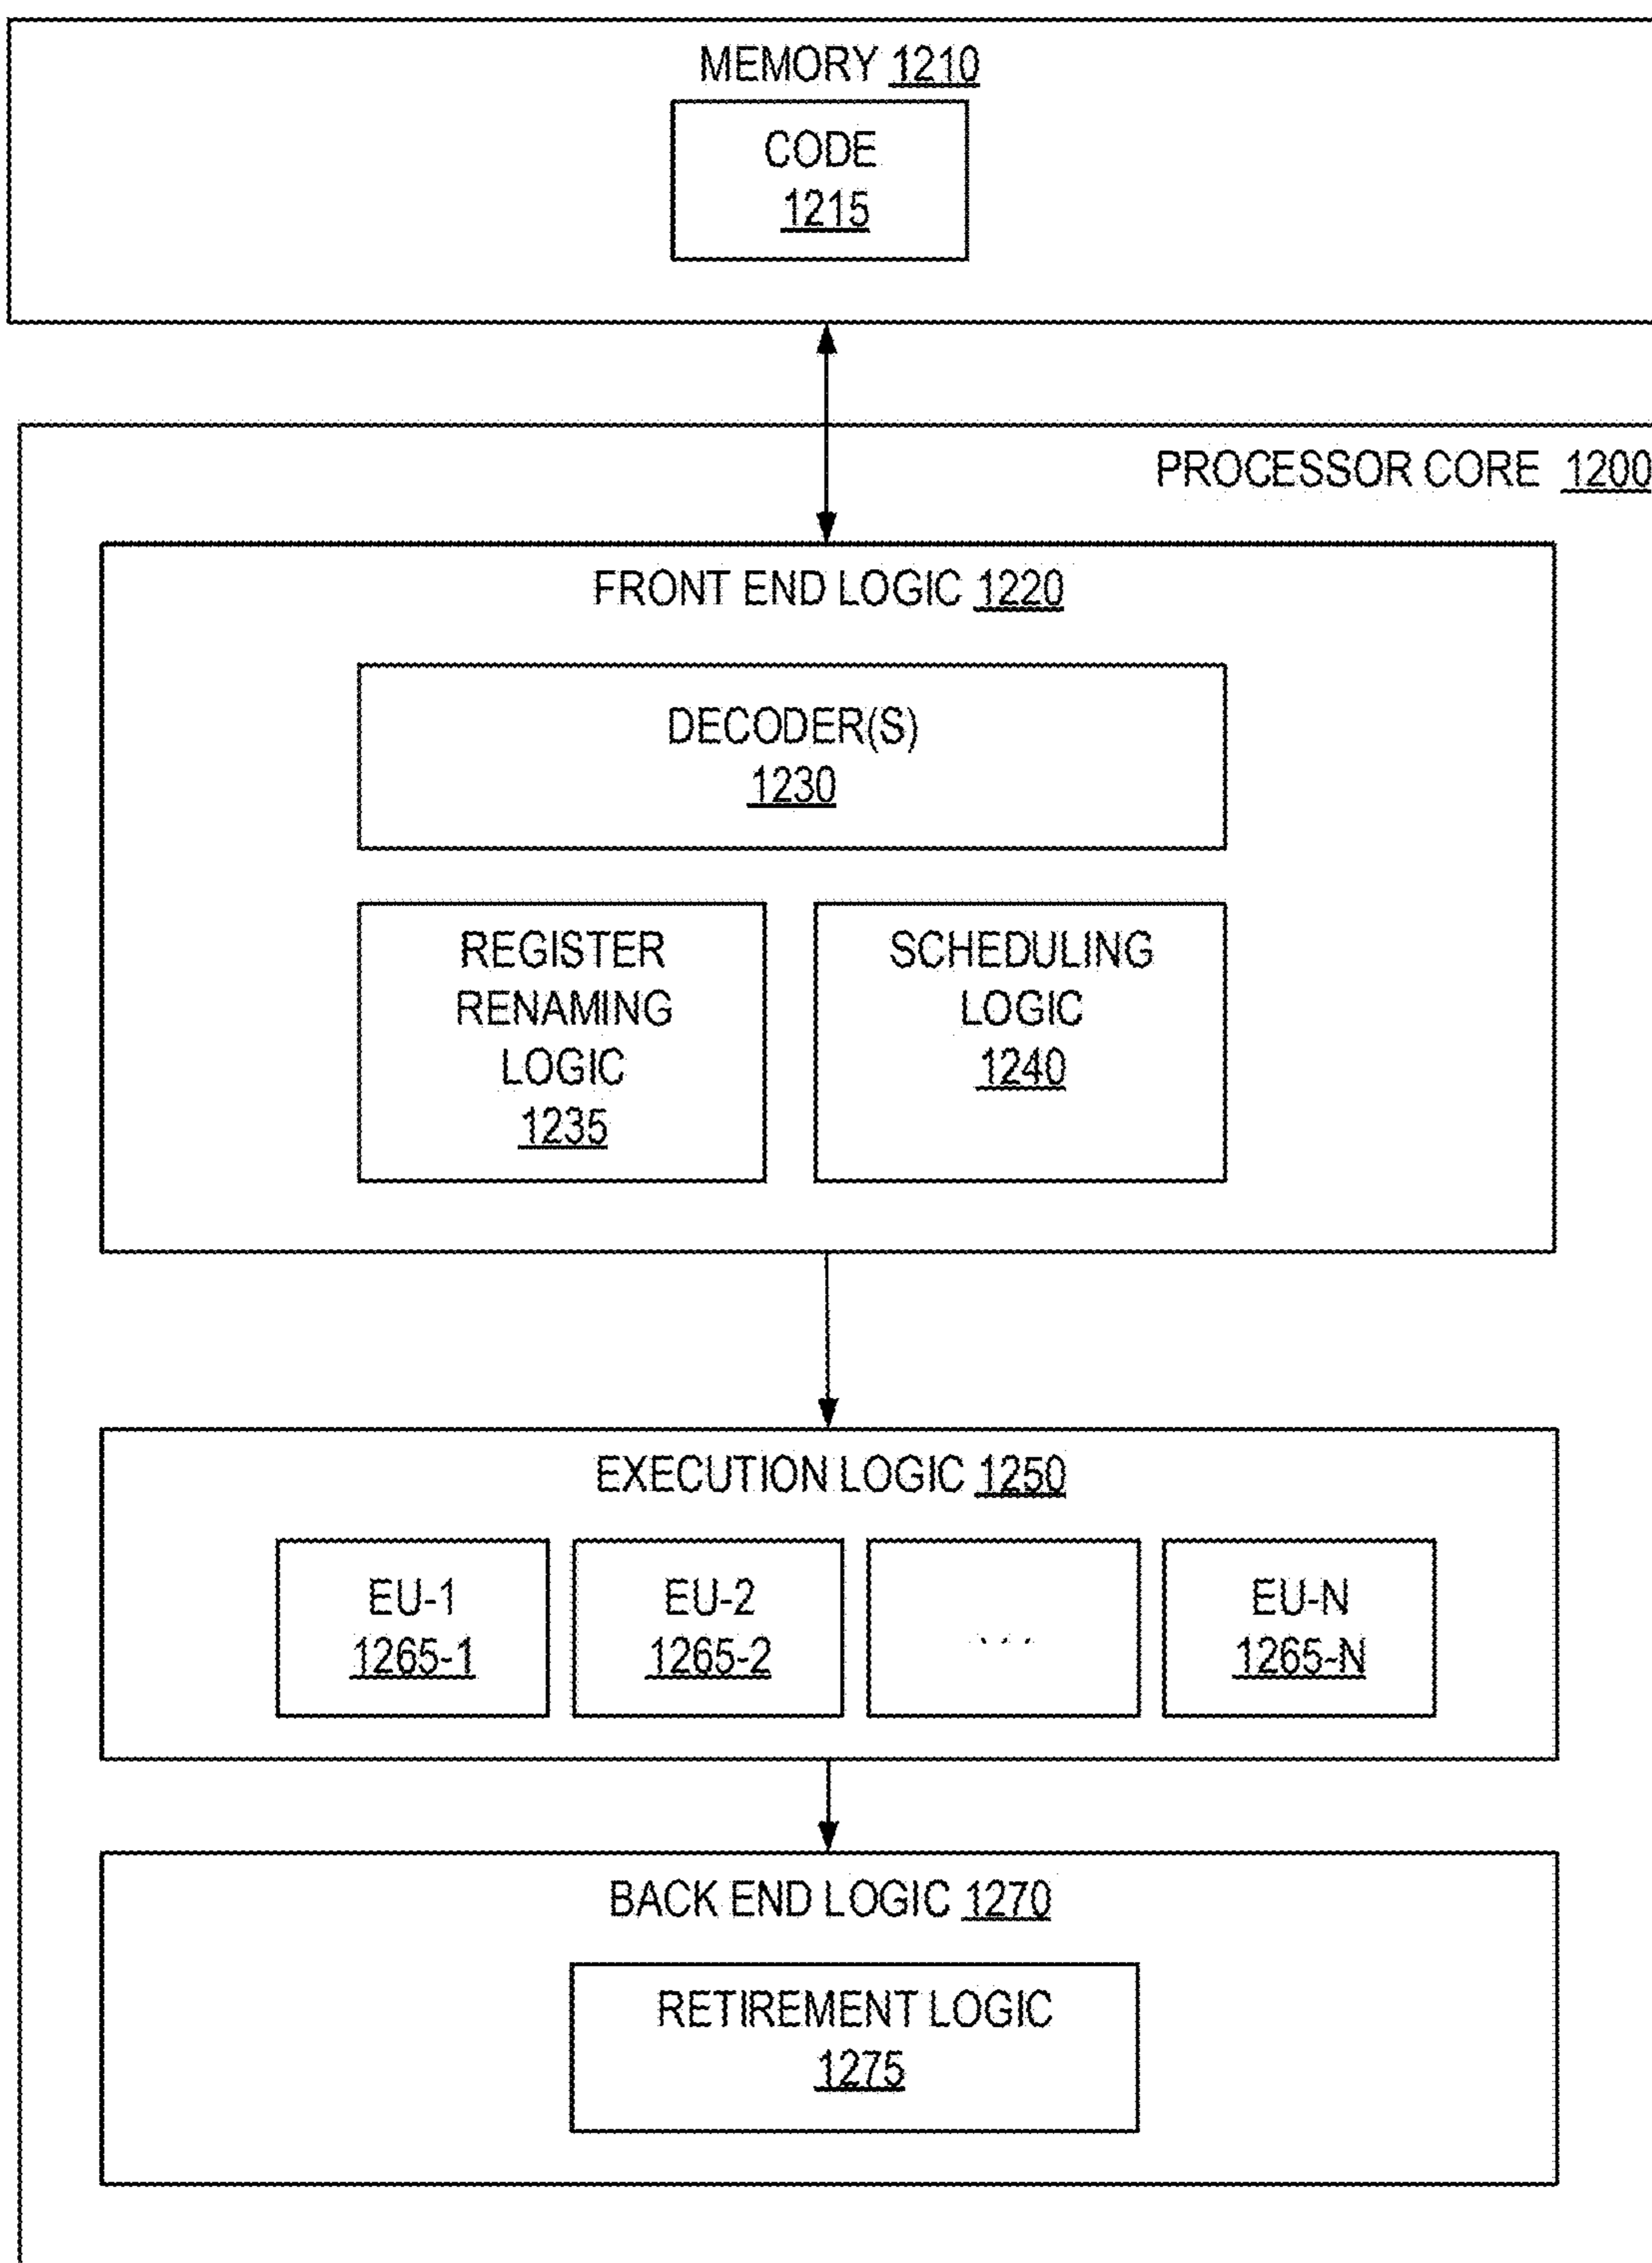 MEMORY 1210
CODE
1215
PROCESSOR CORE 1200
FRONT END LOGIC 1220
DECODER(S)
1230
REGISTER
RENAMING
LOGIC
1235
SCHEDULING
LOGIC
1240
EXECUTION LOGIC 1250
EU-1
1265-1
EU-2
1265-2
. . .
EU-N
1265-N
BACK END LOGIC 1270
RETIREMENT LOGIC
1275